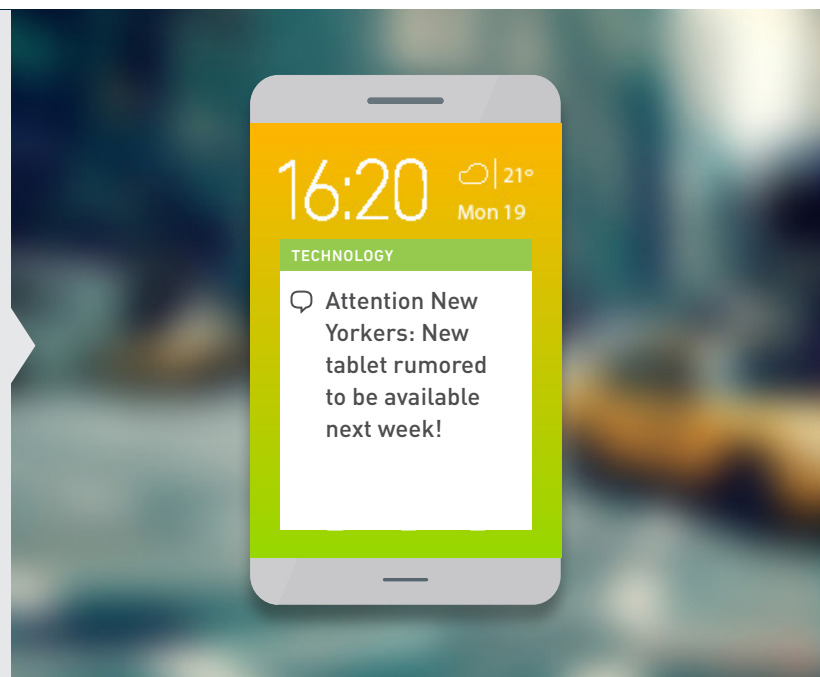 16:20
21°
Mon 19
TECHNOLOGY
Attention New
Yorkers: New
tablet rumored
to be available
next week!